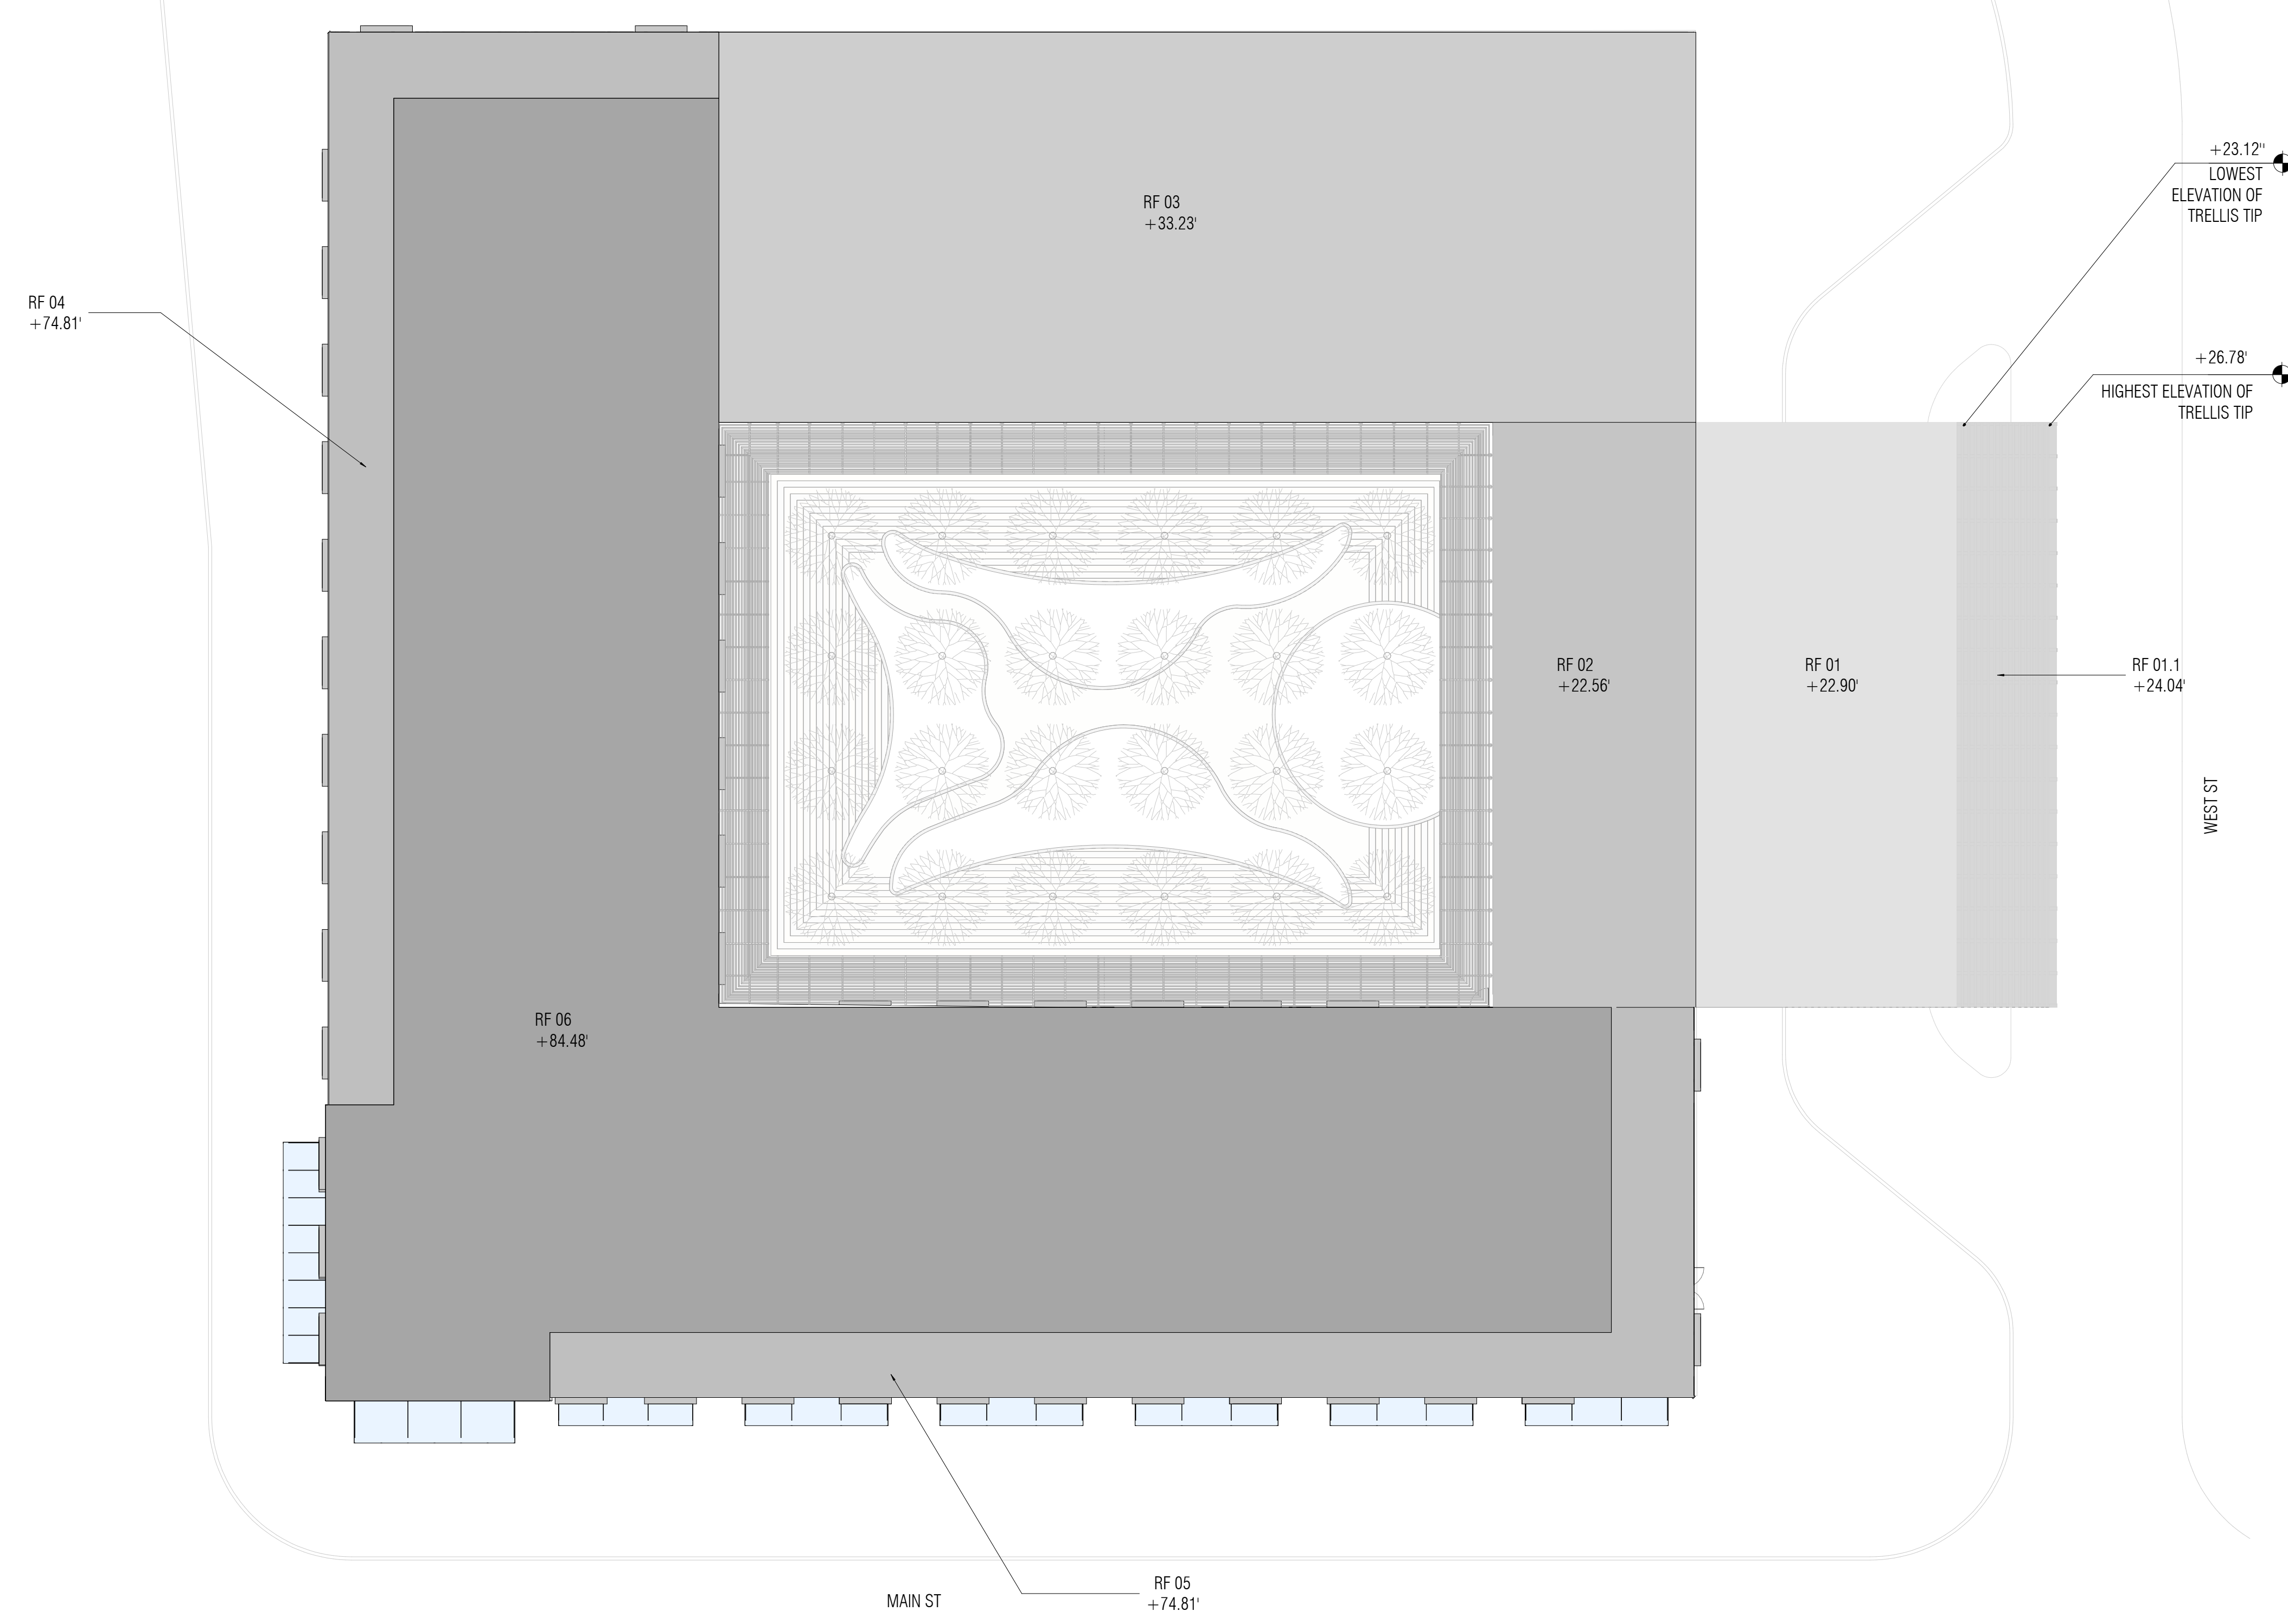 +23.12"
LOWEST
ELEVATION OF
TRELLIS TIP
RF 03
+33.23'
RF 04
+74.81'
+26.78'
HIGHEST ELEVATION OF
TRELLIS TIP
RF 02
+22.56'
RF 01
+22.90'
RF 01.1
+24.04'
WEST ST
RF 06
+84.48'
RF 05
+74.81'
MAIN ST